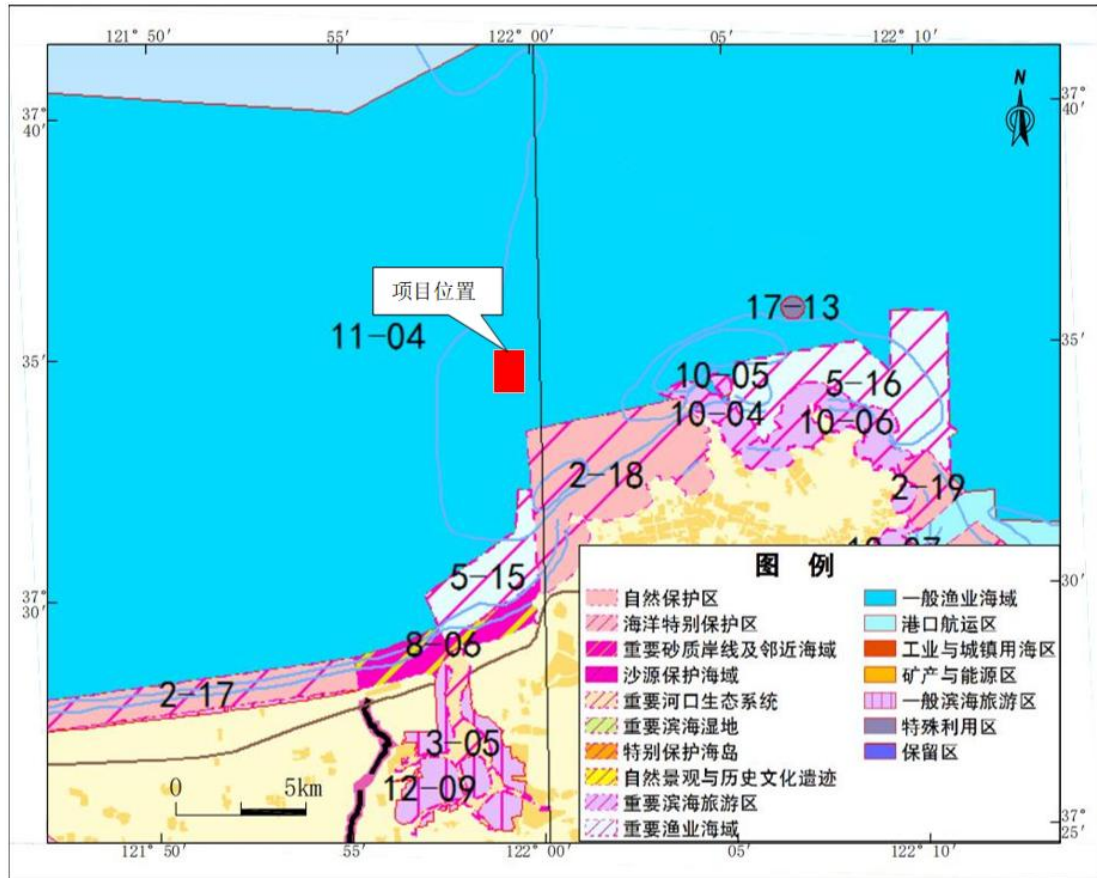 121° 50′ 55′ 122° 00′ 05′ 122° 10′
N
37° 40′
37° 40′
项目位置
17-13
11-04
35′
35′
10-05
5-16
10-04
10-06
2-18
2-19
5-15
30′
37° 30′
8-06
2-17
3-05
12-09
0 5km
图 例
自然保护区
海洋特别保护区
重要砂质岸线及邻近海域
沙源保护海域
重要河口生态系统
重要滨海湿地
特别保护海岛
自然景观与历史文化遗迹
重要滨海旅游区
重要渔业海域
一般渔业海域
港口航运区
工业与城镇用海区
矿产与能源区
一般滨海旅游区
特殊利用区
保留区
37° 25′
121° 50′ 55′ 122° 00′ 05′ 122° 10′